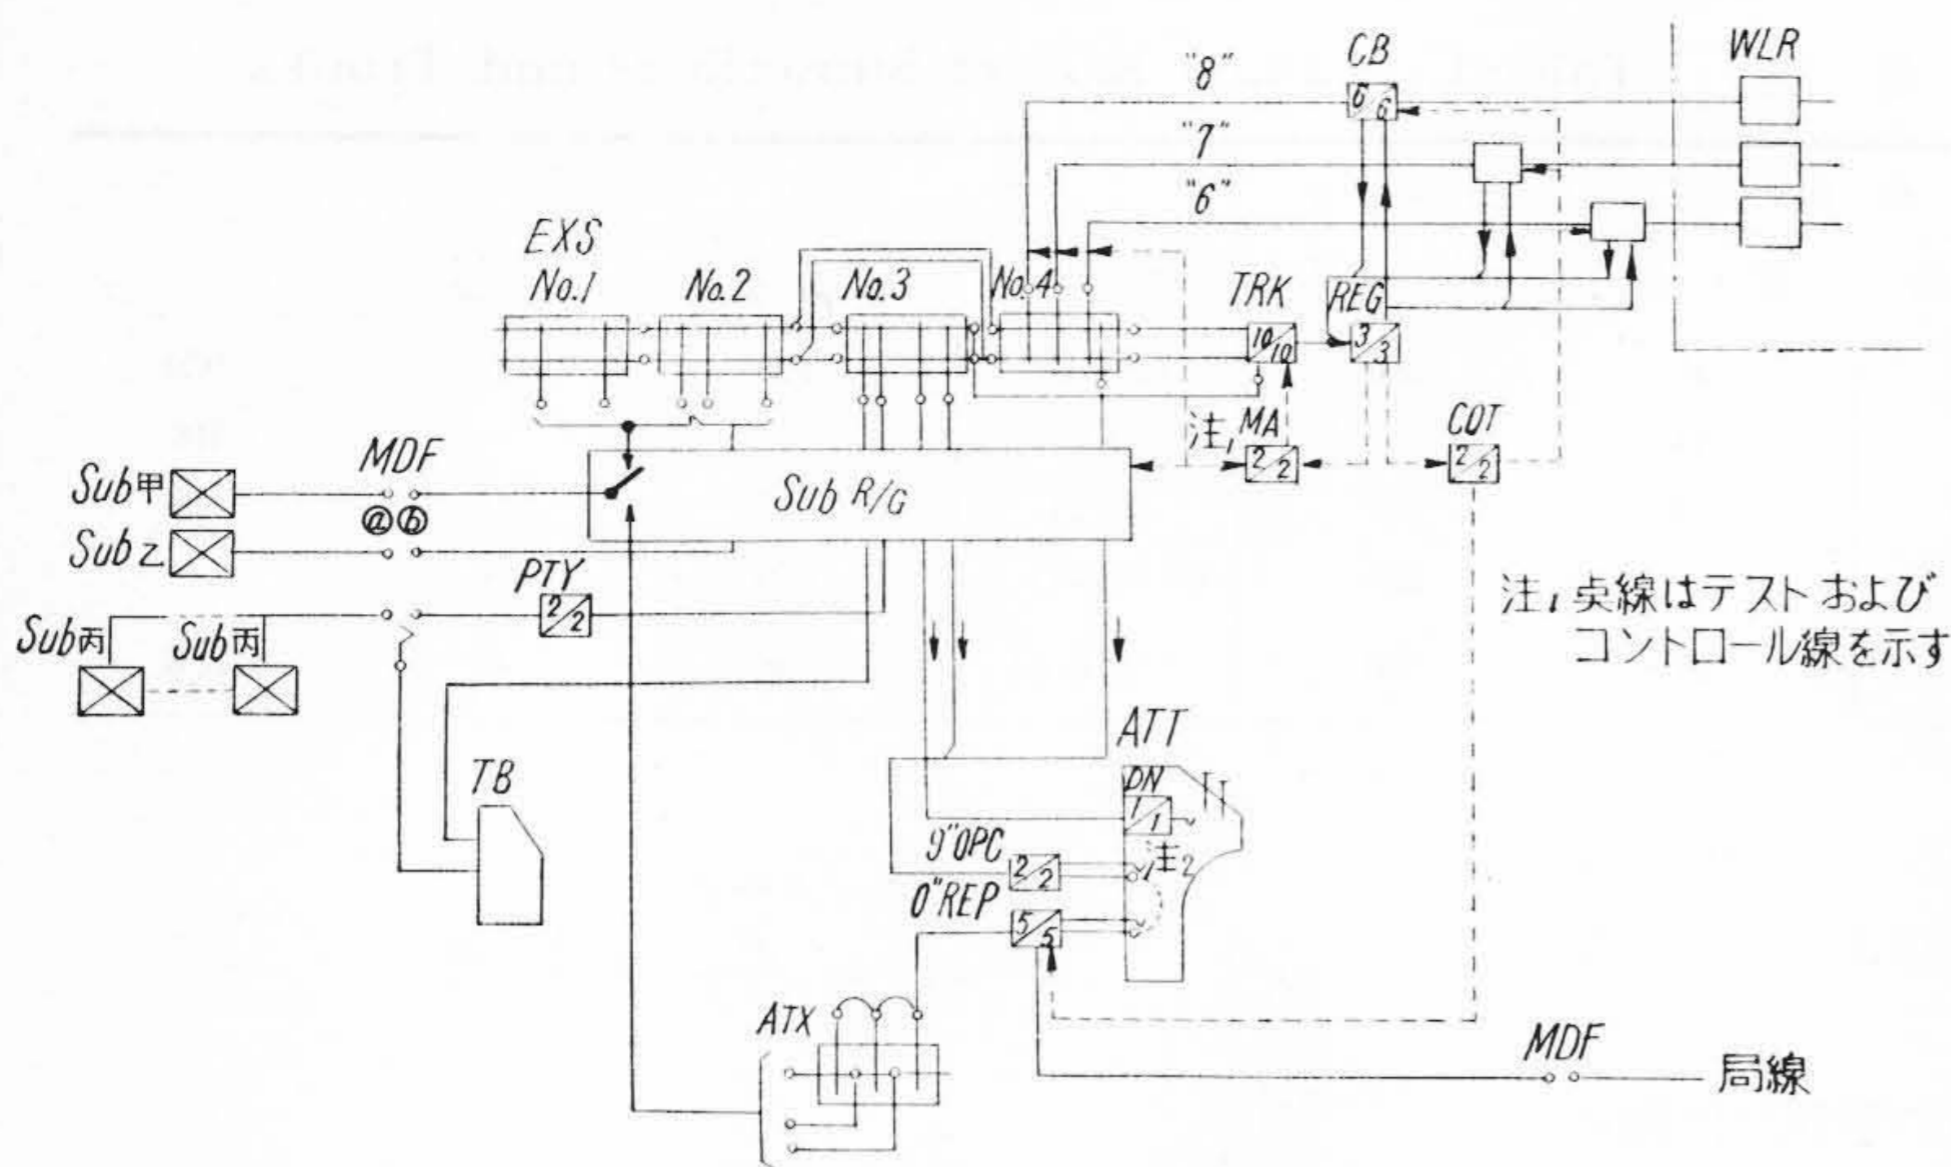 CB
WLR
"8"
6/6
"7"
"6"
EXS
No.1
No.2
No.3
No.4
TRK
REG
10/10
3/3
注1
MA
COT
2/2
2/2
Sub甲
MDF
Sub R/G
ⓐ ⓑ
Sub乙
PTY
2/2
Sub丙
Sub丙
注1 点線はテストおよび
コントロール線を示す
TB
ATT
DN
1/1
9"OPC
2/2
注2
0"REP
5/5
ATX
MDF
局線